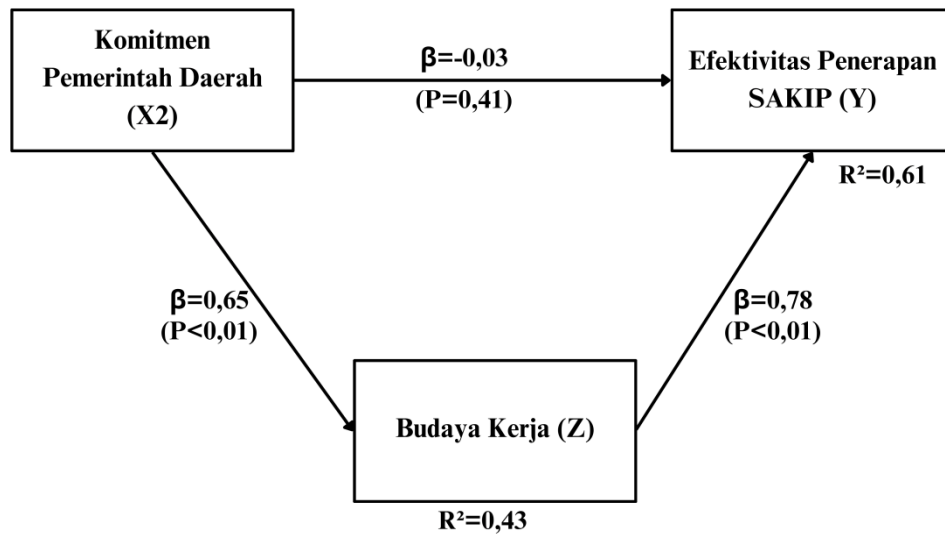 Komitmen
Pemerintah Daerah
(X2)
β=-0,03
(P=0,41)
Efektivitas Penerapan
SAKIP (Y)
R²=0,61
β=0,65
(P<0,01)
β=0,78
(P<0,01)
Budaya Kerja (Z)
R²=0,43